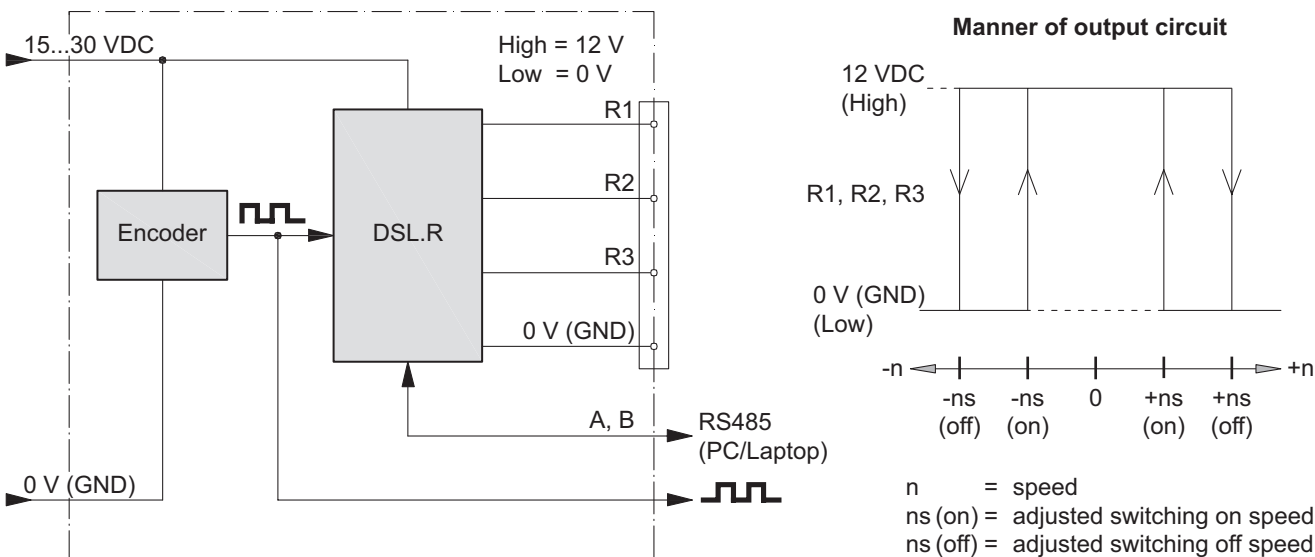 15...30 VDC
High = 12 V
Low = 0 V
R1
R2
R3
Encoder
DSL.R
0 V (GND)
A, B
RS485
(PC/Laptop)
0 V (GND)
Manner of output circuit
12 VDC
(High)
R1, R2, R3
0 V (GND)
(Low)
-n
+n
-ns -ns 0 +ns +ns
(off) (on) (on) (off)
n = speed
ns (on) = adjusted switching on speed
ns (off) = adjusted switching off speed